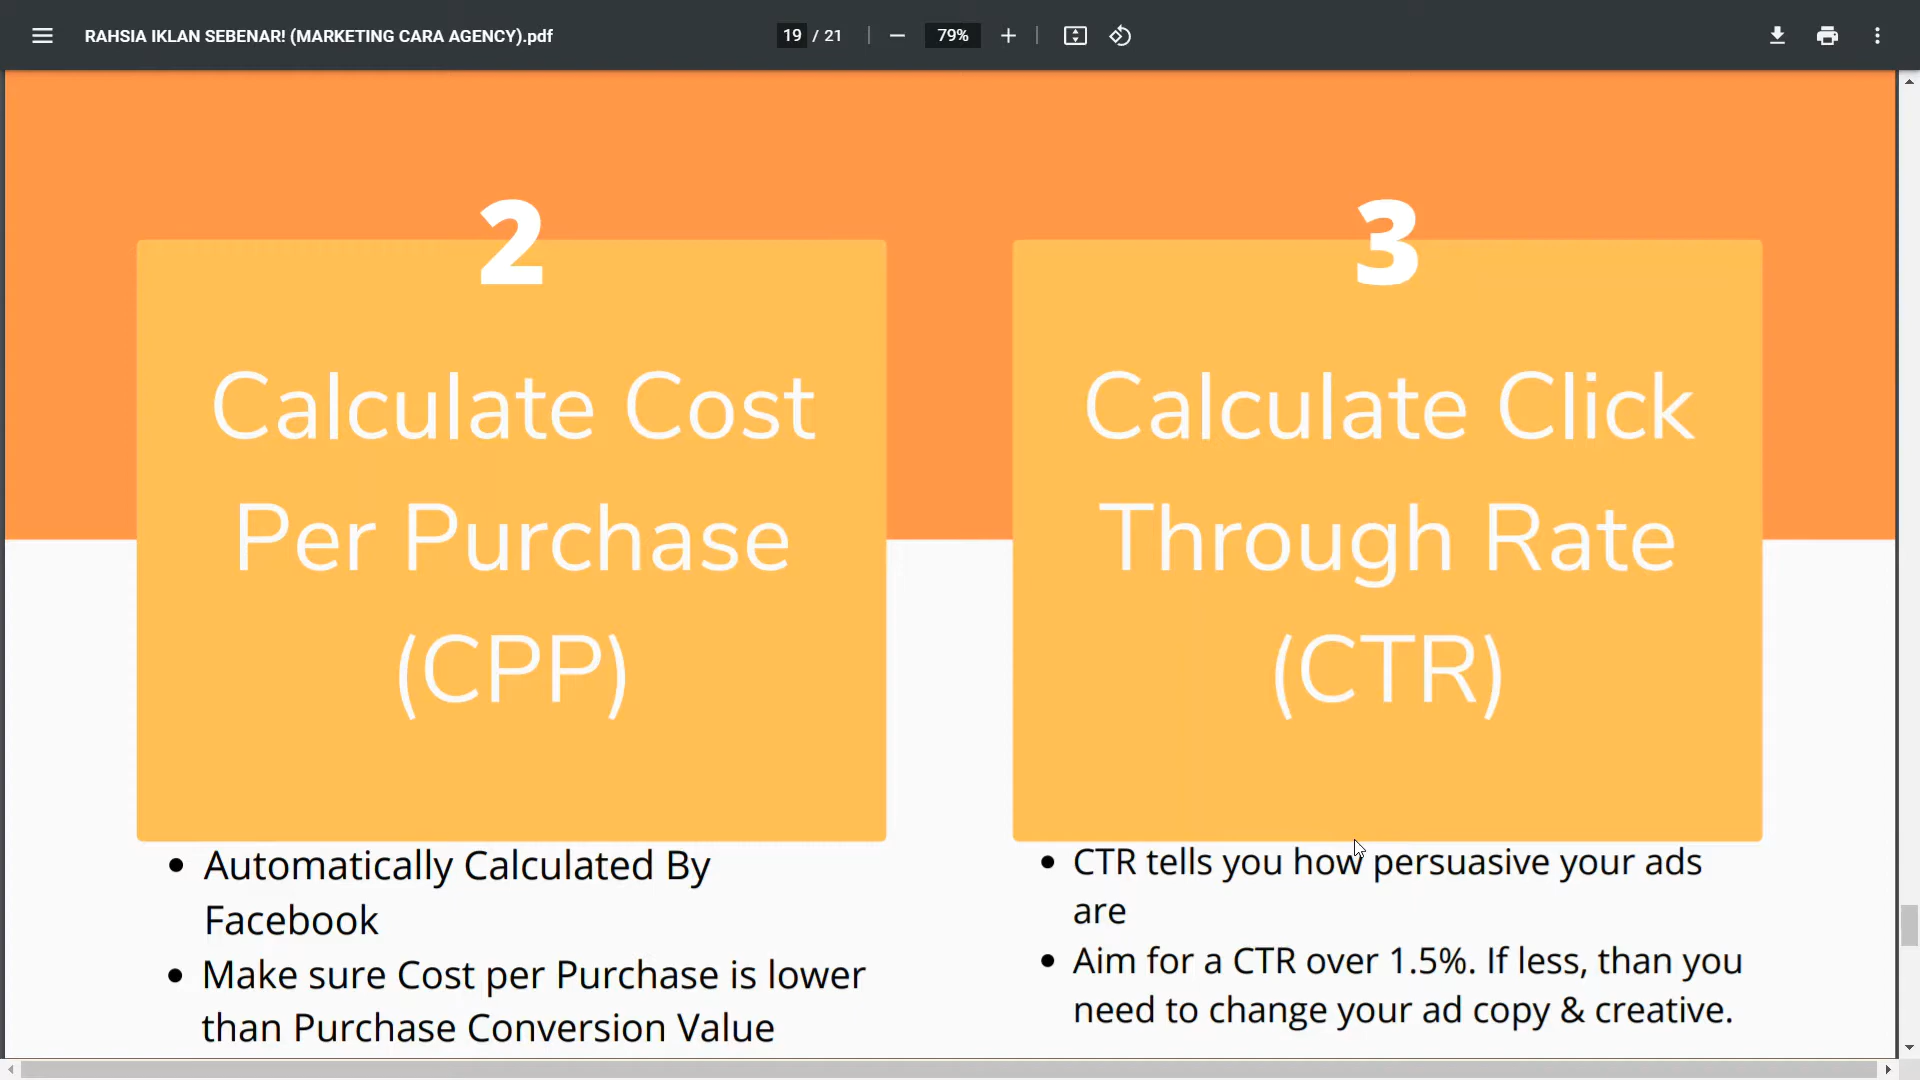 RAHSIA IKLAN SEBENAR! (MARKETING CARA AGENCY).pdf
19 / 21
79%
2
Calculate Cost
Per Purchase
(CPP)
Automatically Calculated By
Facebook
Make sure Cost per Purchase is lower
than Purchase Conversion Value
3
Calculate Click
Through Rate
(CTR)
CTR tells you how persuasive your ads
are
Aim for a CTR over 1.5%. If less, than you
need to change your ad copy & creative.